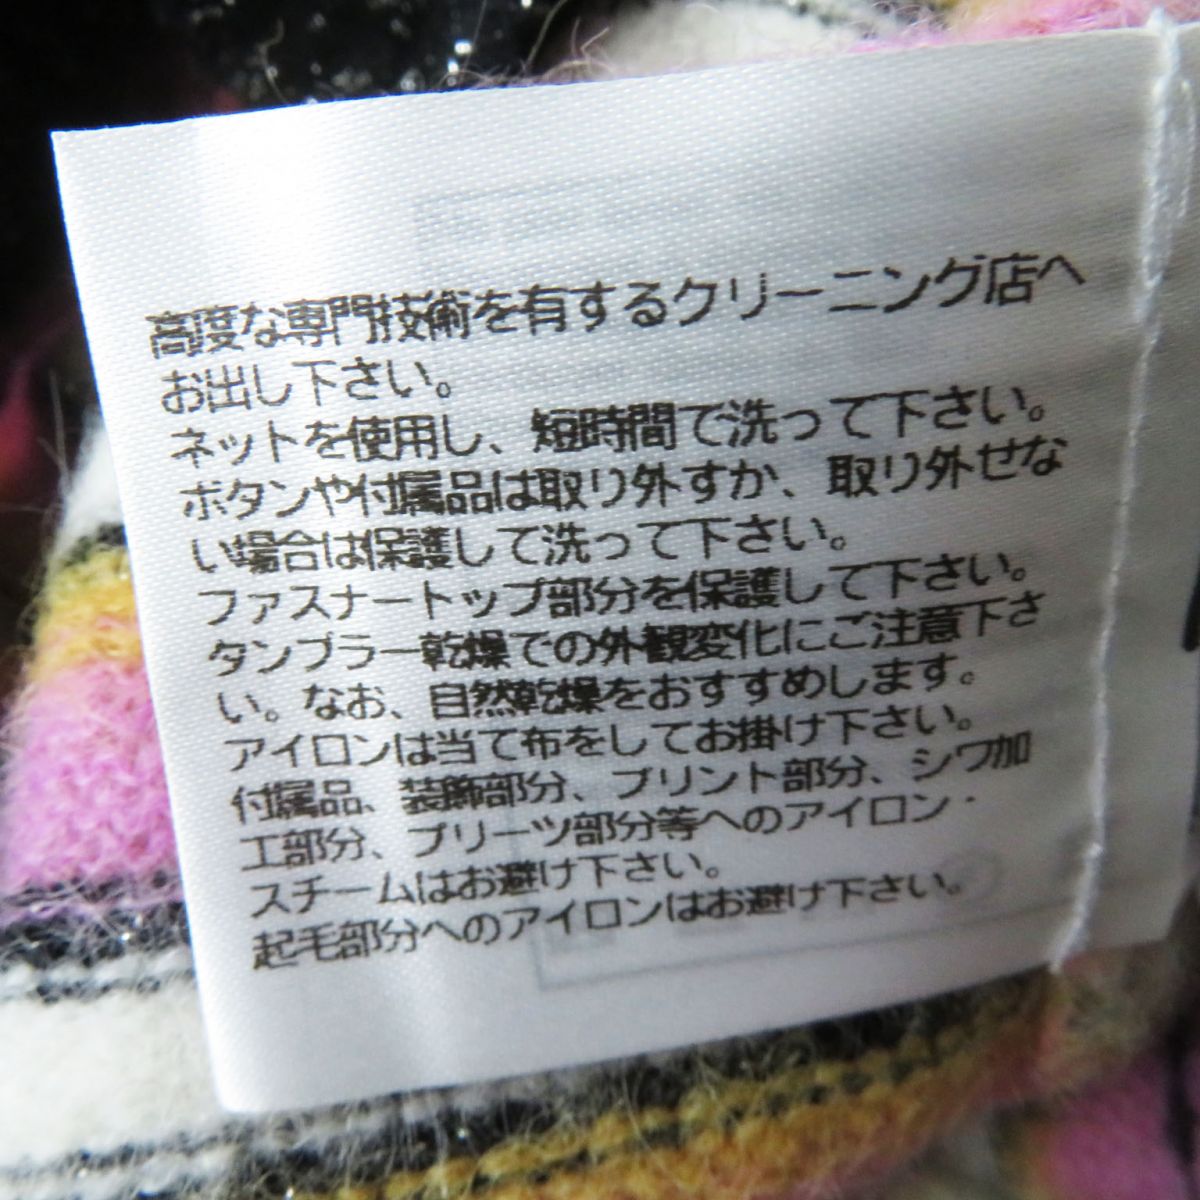 高度な専門技術を有するクリーニング店へ
お出し下さい。
ネットを使用し、短時間で洗って下さい。
ボタンや付属品は取り外すか、取り外せな
い場合は保護して洗って下さい。
ファスナートップ部分を保護して下さい。
タンブラー乾燥での外観変化にご注意下さ
い。なお、自然乾燥をおすすめします。
アイロンは当て布をしてお掛け下さい。
付属品、装飾部分、プリント部分、シワ加
工部分、プリーツ部分等へのアイロン・
スチームはお避け下さい。
起毛部分へのアイロンはお避け下さい。